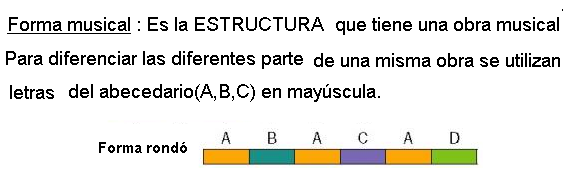 Forma musical : Es la ESTRUCTURA que tiene una obra musical
Para diferenciar las diferentes parte de una misma obra se utilizan
letras del abecedario(A,B,C) en mayúscula.
A B A C A D
Forma rondó